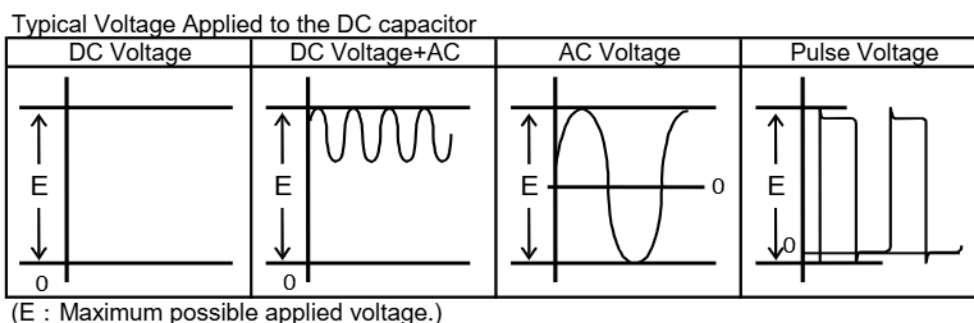 Typical Voltage Applied to the DC capacitor
DC Voltage DC Voltage+AC AC Voltage Pulse Voltage
E E E E
0 0 0 0
(E : Maximum possible applied voltage.)